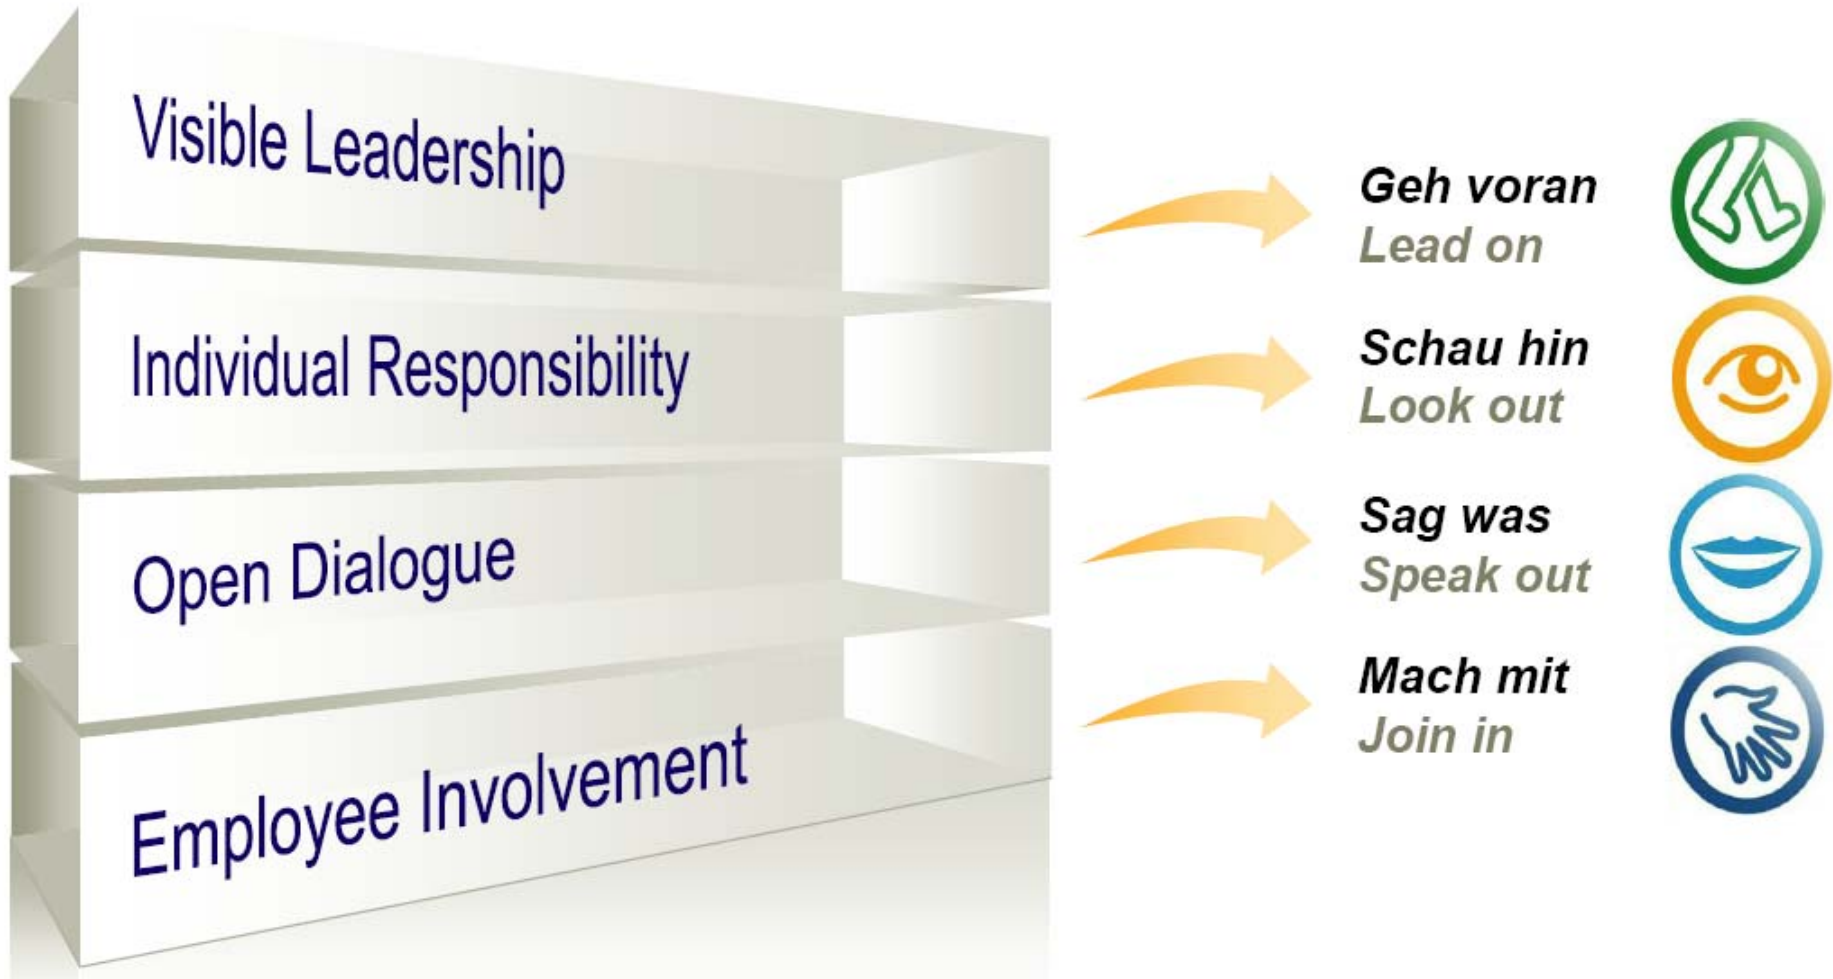 Visible Leadership
Geh voran
Lead on
Individual Responsibility
Schau hin
Look out
Open Dialogue
Sag was
Speak out
Employee Involvement
Mach mit
Join in